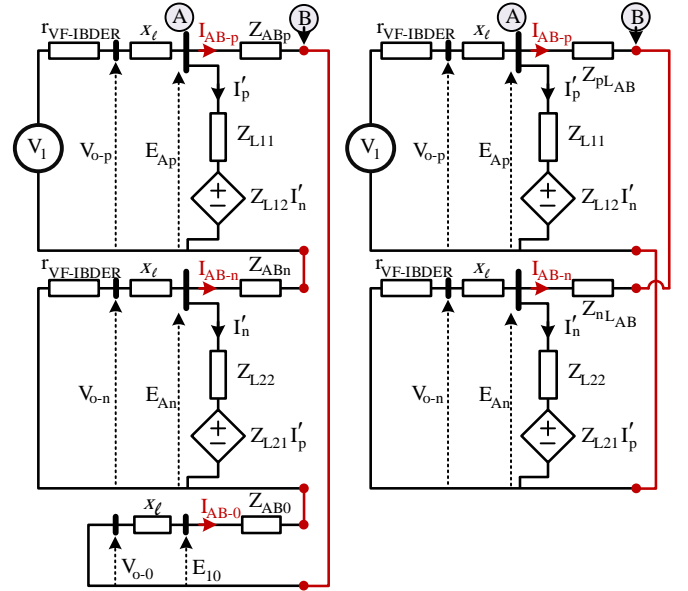 A B A B
r_VF-IBDER x_ℓ I_AB-p Z_ABp r_VF-IBDER x_ℓ I_AB-p
Z_pL_AB
I'_p I'_p
V_1 V_o-p E_Ap Z_L11 V_1 V_o-p E_Ap Z_L11
+ − Z_L12 I'_n + − Z_L12 I'_n
r_VF-IBDER x_ℓ I_AB-n Z_ABn r_VF-IBDER x_ℓ I_AB-n
Z_nL_AB
I'_n I'_n
V_o-n E_An Z_L22 V_o-n E_An Z_L22
+ − Z_L21 I'_p + − Z_L21 I'_p
x_ℓ I_AB-0 Z_AB0
V_o-0 E_10